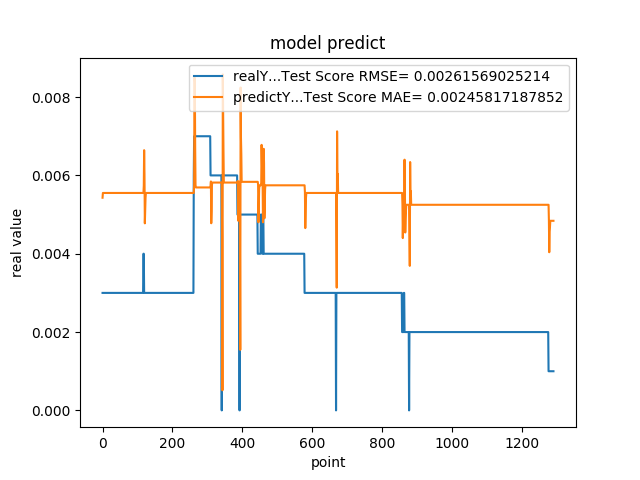 model predict
realY...Test Score RMSE= 0.00261569025214
predictY...Test Score MAE= 0.00245817187852
0.008
0.006
0.004
0.002
0.000
real value
0 200 400 600 800 1000 1200
point